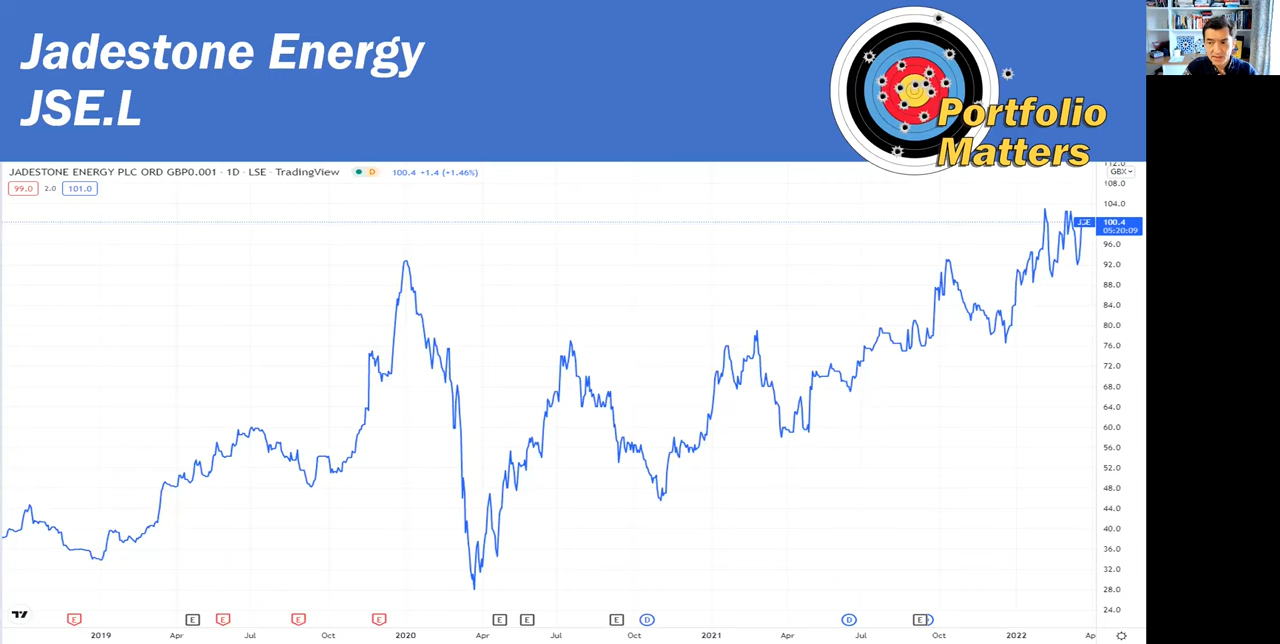 Jadestone Energy
JSE.L
Portfolio
Matters
JADESTONE ENERGY PLC ORD GBP0.001 · 1D · LSE · TradingView D 100.4 +1.4 (+1.46%)
99.0 2.0 101.0
112.0
GBX
108.0
104.0
JSE 100.4
05:20:09
96.0
92.0
88.0
84.0
80.0
76.0
72.0
68.0
64.0
60.0
56.0
52.0
48.0
44.0
40.0
36.0
32.0
28.0
24.0
E E E E E E E E D D E D
2019 Apr Jul Oct 2020 Apr Jul Oct 2021 Apr Jul Oct 2022 Ap